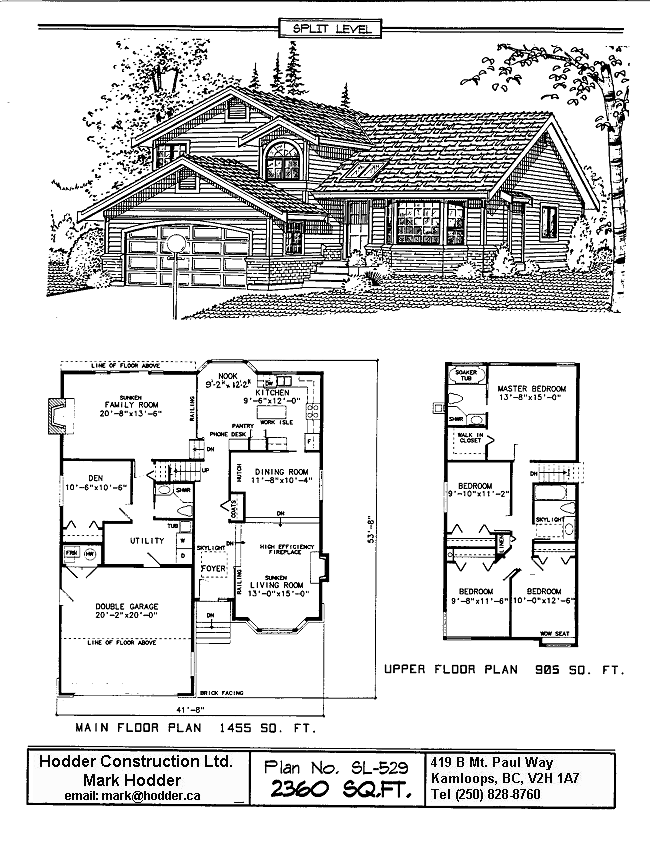 SPLIT LEVEL
LINE OF FLOOR ABOVE
SUNKEN
FAMILY ROOM
20'-8"x13'-6"
RAILING
NOOK
9'-2"x12'-2"
DW
KITCHEN
9'-6"x12'-0"
WORK ISLE
PANTRY
PHONE DESK
F
DN
UP
DEN
10'-6"x10'-6"
SHWR
HUTCH
DINING ROOM
11'-8"x10'-4"
COATS
DN
TUB
UTILITY
W
D
FRN
HW
SKYLIGHT
FOYER
DN
RAILING
HIGH EFFICIENCY
FIREPLACE
SUNKEN
LIVING ROOM
13'-0"x15'-0"
DOUBLE GARAGE
20'-2"x20'-0"
LINE OF FLOOR ABOVE
DN
BRICK FACING
53'-8"
41'-8"
MAIN FLOOR PLAN 1455 SQ. FT.
SOAKER
TUB
SHWR
WALK IN
CLOSET
MASTER BEDROOM
13'-8"x15'-0"
DN
BEDROOM
9'-10"x11'-2"
SKYLIGHT
LINEN
BEDROOM
9'-8"x11'-6"
BEDROOM
10'-0"x12'-6"
WOW SEAT
UPPER FLOOR PLAN 905 SQ. FT.
Hodder Construction Ltd.
Mark Hodder
email: mark@hodder.ca
Plan No. SL-529
2360 SQ.FT.
419 B Mt. Paul Way
Kamloops, BC, V2H 1A7
Tel (250) 828-8760